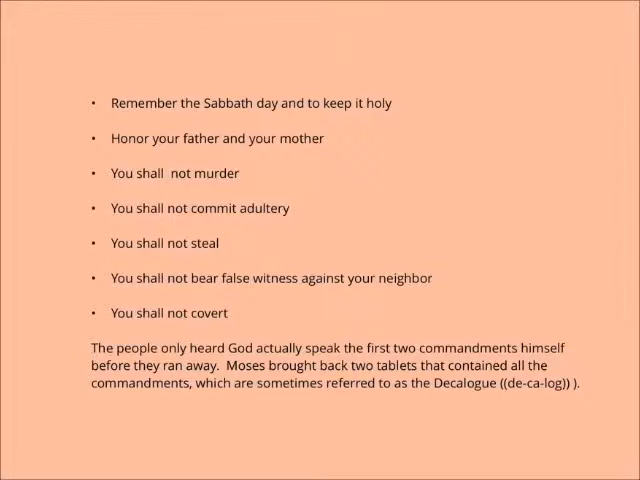 • Remember the Sabbath day and to keep it holy
• Honor your father and your mother
• You shall  not murder
• You shall not commit adultery
• You shall not steal
• You shall not bear false witness against your neighbor
• You shall not covert
The people only heard God actually speak the first two commandments himself
before they ran away.  Moses brought back two tablets that contained all the
commandments, which are sometimes referred to as the Decalogue ((de-ca-log)) ).